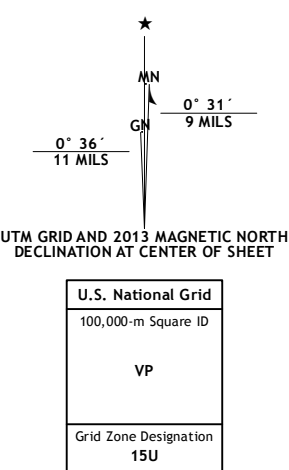 ★
MN
0° 31´
9 MILS
GN
0° 36´
11 MILS
UTM GRID AND 2013 MAGNETIC NORTH
DECLINATION AT CENTER OF SHEET
U.S. National Grid
100,000-m Square ID
VP
Grid Zone Designation
15U